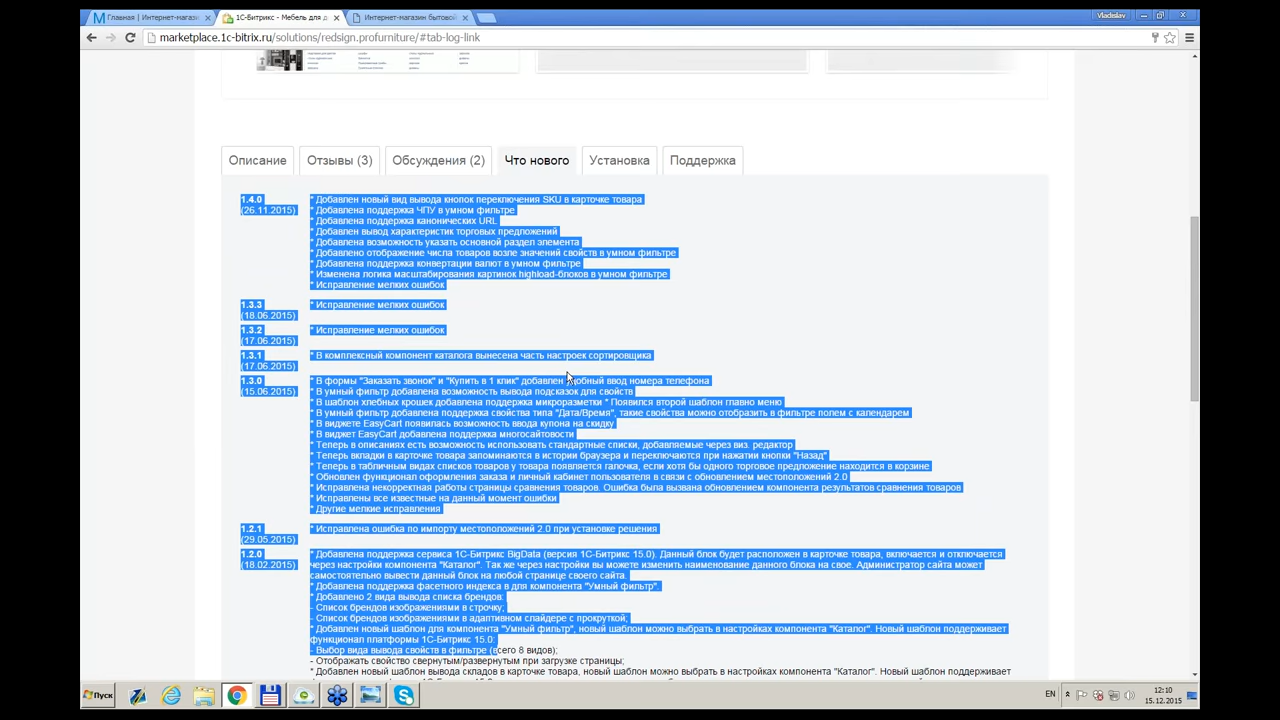 Главная | Интернет-магази
1С-Битрикс - Мебель для д
Интернет-магазин бытовой
Vladislav
marketplace.1c-bitrix.ru/solutions/redsign.profurniture/#tab-log-link
Описание
Отзывы (3)
Обсуждения (2)
Что нового
Установка
Поддержка
1.4.0
(26.11.2015)
* Добавлен новый вид вывода кнопок переключения SKU в карточке товара
* Добавлена поддержка ЧПУ в умном фильтре
* Добавлена поддержка канонических URL
* Добавлен вывод характеристик торговых предложений
* Добавлена возможность указать основной раздел элемента
* Добавлено отображение числа товаров возле значений свойств в умном фильтре
* Добавлена поддержка конвертации валют в умном фильтре
* Изменена логика масштабирования картинок highload-блоков в умном фильтре
* Исправление мелких ошибок
1.3.3
(18.06.2015)
* Исправление мелких ошибок
1.3.2
(17.06.2015)
* Исправление мелких ошибок
1.3.1
(17.06.2015)
* В комплексный компонент каталога вынесена часть настроек сортировщика
1.3.0
(15.06.2015)
* В формы "Заказать звонок" и "Купить в 1 клик" добавлен удобный ввод номера телефона
* В умный фильтр добавлена возможность вывода подсказок для свойств
* В шаблон хлебных крошек добавлена поддержка микроразметки * Появился второй шаблон главно меню
* В умный фильтр добавлена поддержка свойства типа "Дата/Время", такие свойства можно отобразить в фильтре полем с календарем
* В виджете EasyCart появилась возможность ввода купона на скидку
* В виджет EasyCart добавлена поддержка многосайтовости
* Теперь в описаниях есть возможность использовать стандартные списки, добавляемые через виз. редактор
* Теперь вкладки в карточке товара запоминаются в истории браузера и переключаются при нажатии кнопки "Назад"
* Теперь в табличным видах списков товаров у товара появляется галочка, если хотя бы одного торговое предложение находится в корзине
* Обновлен функционал оформления заказа и личный кабинет пользователя в связи с обновлением местоположений 2.0
* Исправлена некорректная работы страницы сравнения товаров. Ошибка была вызвана обновлением компонента результатов сравнения товаров
* Исправлены все известные на данный момент ошибки
* Другие мелкие исправления
1.2.1
(29.05.2015)
* Исправлена ошибка по импорту местоположений 2.0 при установке решения
1.2.0
(18.02.2015)
* Добавлена поддержка сервиса 1С-Битрикс BigData (версия 1С-Битрикс 15.0). Данный блок будет расположен в карточке товара, включается и отключается
через настройки компонента "Каталог". Так же через настройки вы можете изменить наименование данного блока на свое. Администратор сайта может
самостоятельно вывести данный блок на любой странице своего сайта.
* Добавлена поддержка фасетного индекса в для компонента "Умный фильтр".
* Добавлено 2 вида вывода списка брендов:
- Список брендов изображениями в строчку;
- Список брендов изображениями в адаптивном слайдере с прокруткой;
* Добавлен новый шаблон для компонента "Умный фильтр", новый шаблон можно выбрать в настройках компонента "Каталог". Новый шаблон поддерживает
функционал платформы 1С-Битрикс 15.0:
- Выбор вида вывода свойств в фильтре (всего 8 видов);
- Отображать свойство свернутым/развернутым при загрузке страницы;
* Добавлен новый шаблон вывода складов в карточке товара, новый шаблон можно выбрать в настройках компонента "Каталог". Новый шаблон поддерживает
Пуск
EN
12:10
15.12.2015